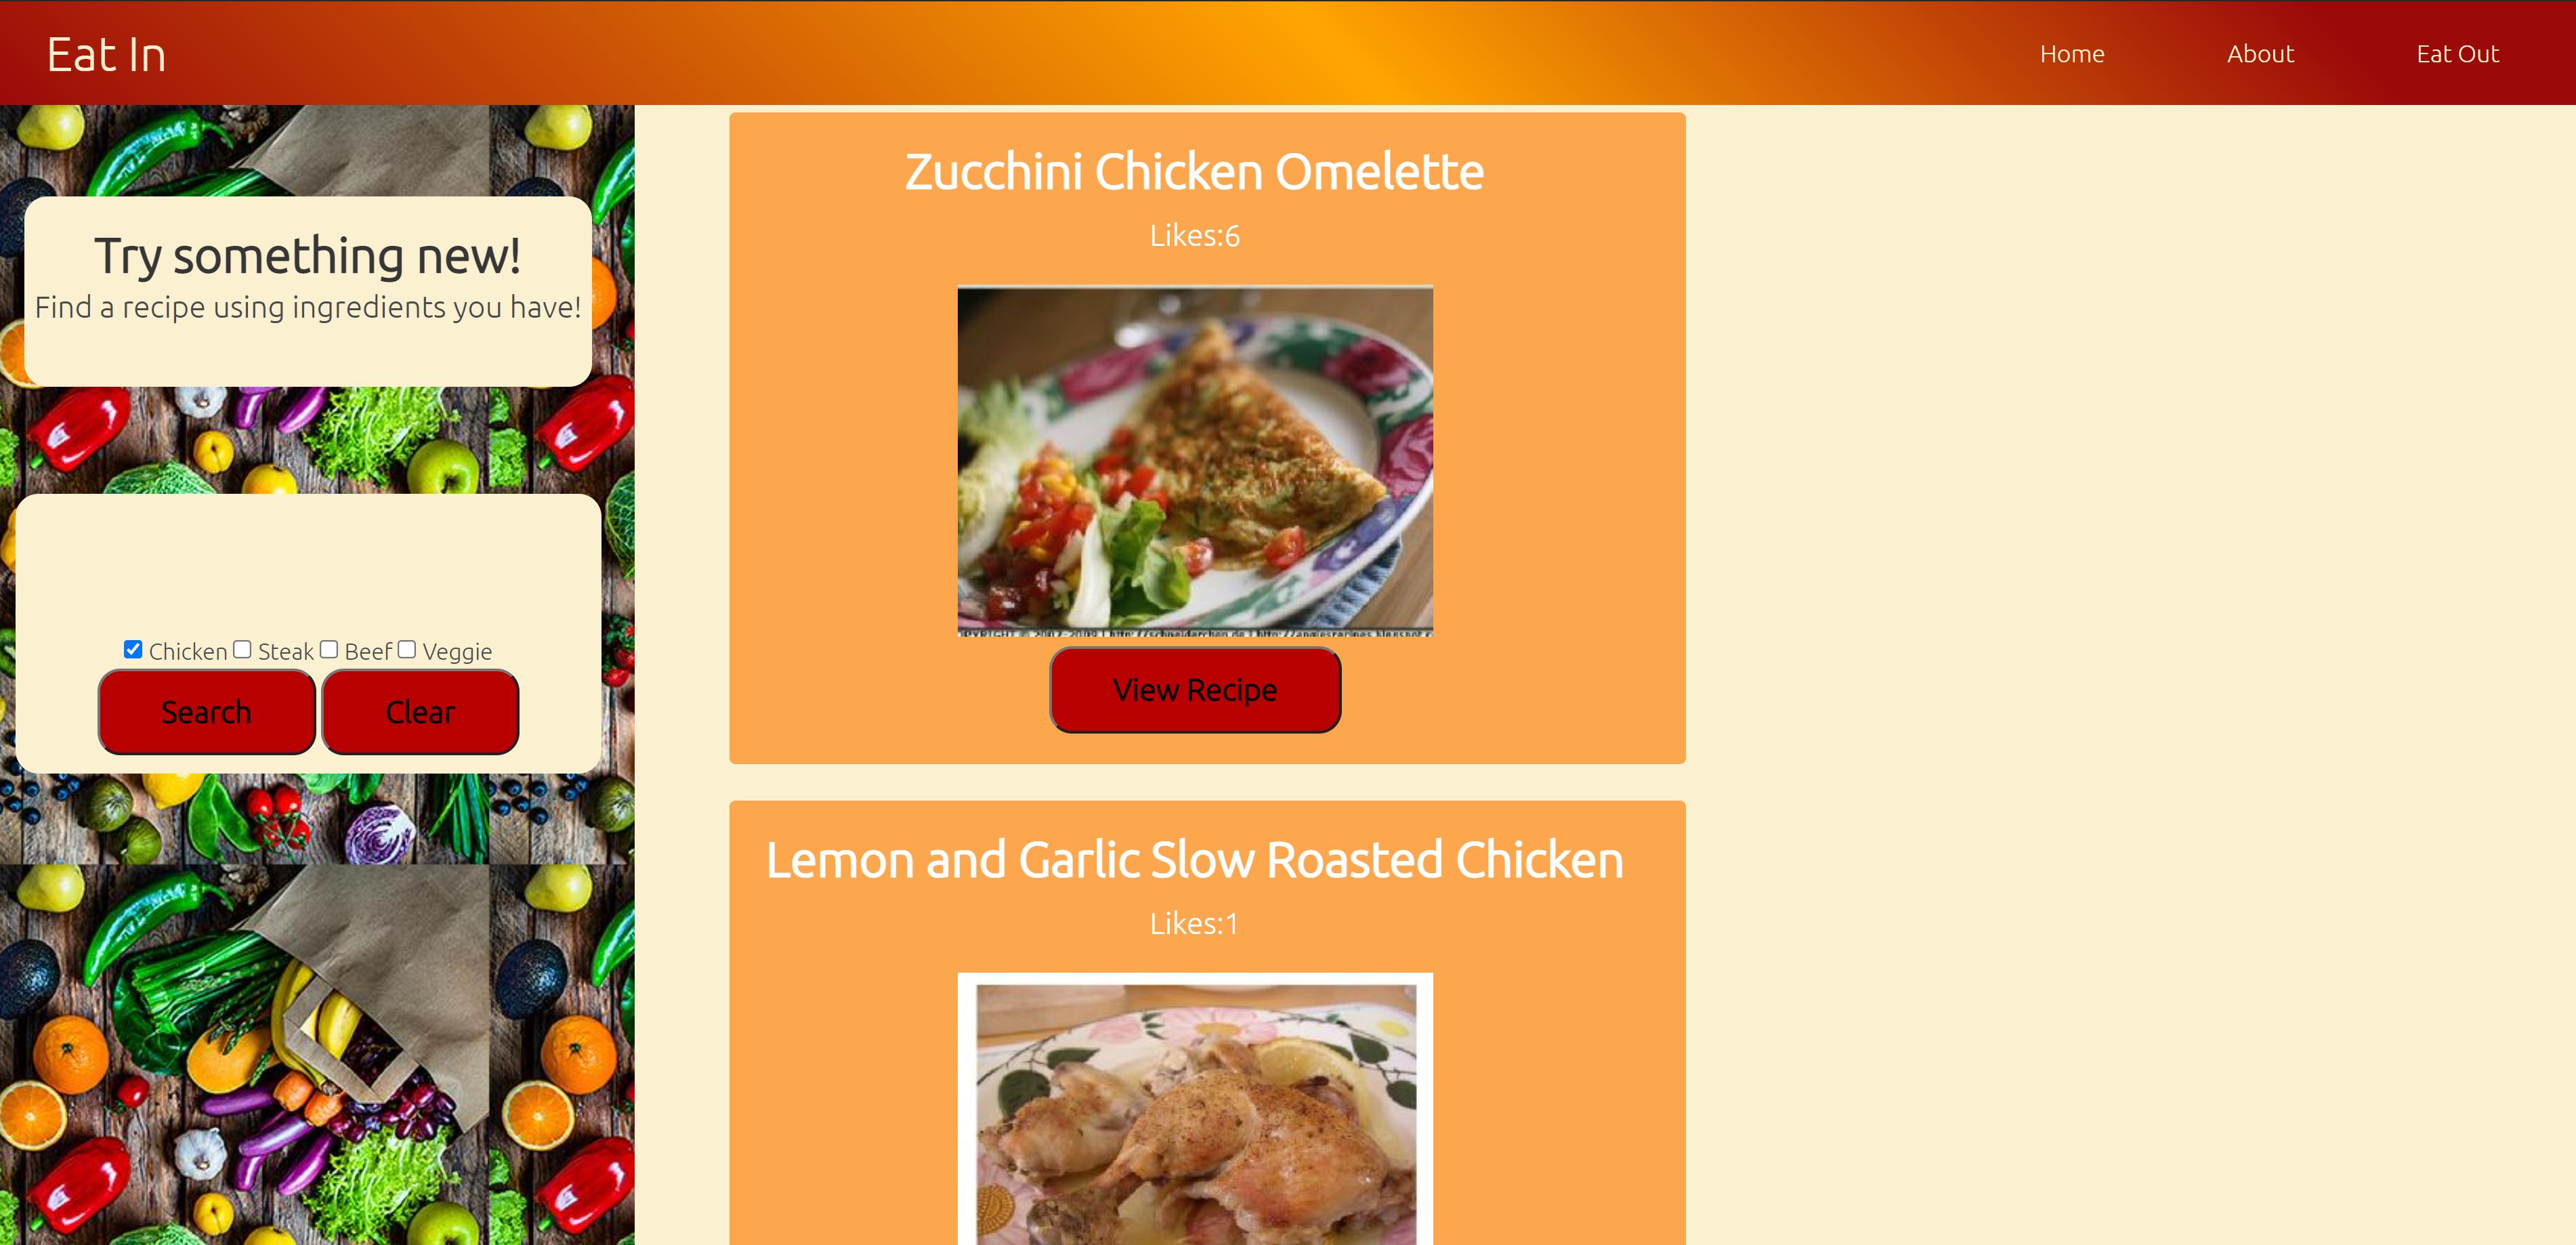 Eat In
Home About Eat Out
Try something new!
Find a recipe using ingredients you have!
Chicken Steak Beef Veggie
Search Clear
Zucchini Chicken Omelette
Likes:6
View Recipe
Lemon and Garlic Slow Roasted Chicken
Likes:1